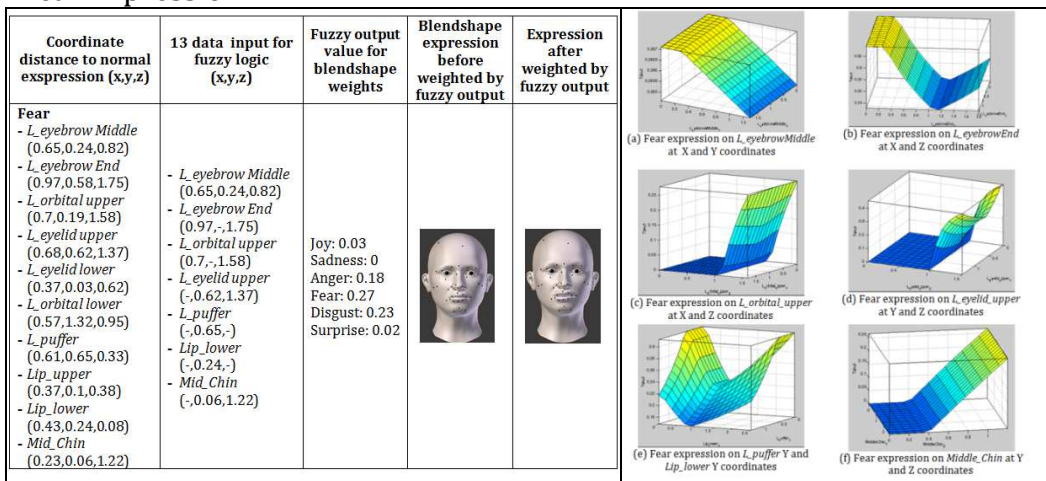 Coordinate
distance to normal
exspression (x,y,z)
13 data input for
fuzzy logic
(x,y,z)
Fuzzy output
value for
blendshape
weights
Blendshape
expression
before
weighted by
fuzzy output
Expression
after
weighted by
fuzzy output
Fear
- L_eyebrow Middle
(0.65,0.24,0.82)
- L_eyebrow End
(0.97,0.58,1.75)
- L_orbital upper
(0.7,0.19,1.58)
- L_eyelid upper
(0.68,0.62,1.37)
- L_eyelid lower
(0.37,0.03,0.62)
- L_orbital lower
(0.57,1.32,0.95)
- L_puffer
(0.61,0.65,0.33)
- Lip_upper
(0.37,0.1,0.38)
- Lip_lower
(0.43,0.24,0.08)
- Mid_Chin
(0.23,0.06,1.22)
- L_eyebrow Middle
(0.65,0.24,0.82)
- L_eyebrow End
(0.97,-,1.75)
- L_orbital upper
(0.7,-,1.58)
- L_eyelid upper
(-,0.62,1.37)
- L_puffer
(-,0.65,-)
- Lip_lower
(-,0.24,-)
- Mid_Chin
(-,0.06,1.22)
Joy: 0.03
Sadness: 0
Anger: 0.18
Fear: 0.27
Disgust: 0.23
Surprise: 0.02
(a) Fear expression on L_eyebrowMiddle
at X and Y coordinates
(b) Fear expression on L_eyebrowEnd
at X and Z coordinates
(c) Fear expression on L_orbital_upper
at X and Z coordinates
(d) Fear expression on L_eyelid_upper
at Y and Z coordinates
(e) Fear expression on L_puffer Y and
Lip_lower Y coordinates
(f) Fear expression on Middle_Chin at Y
and Z coordinates